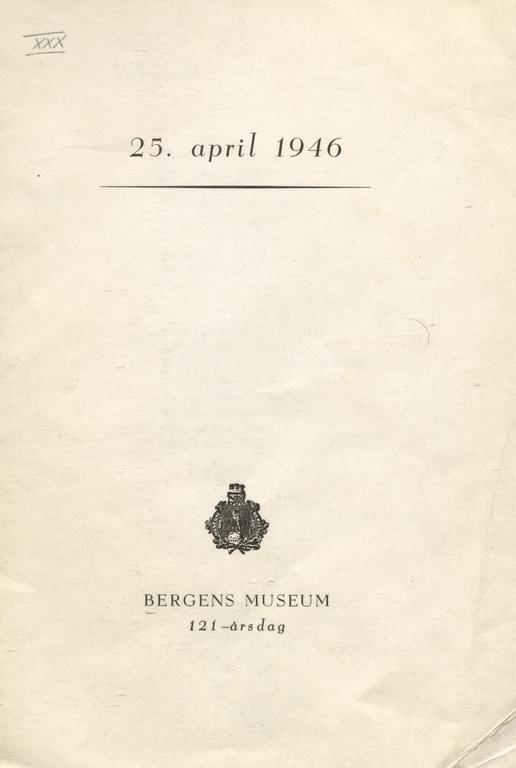 XXX
25. april 1946
BERGENS MUSEUM
121-årsdag